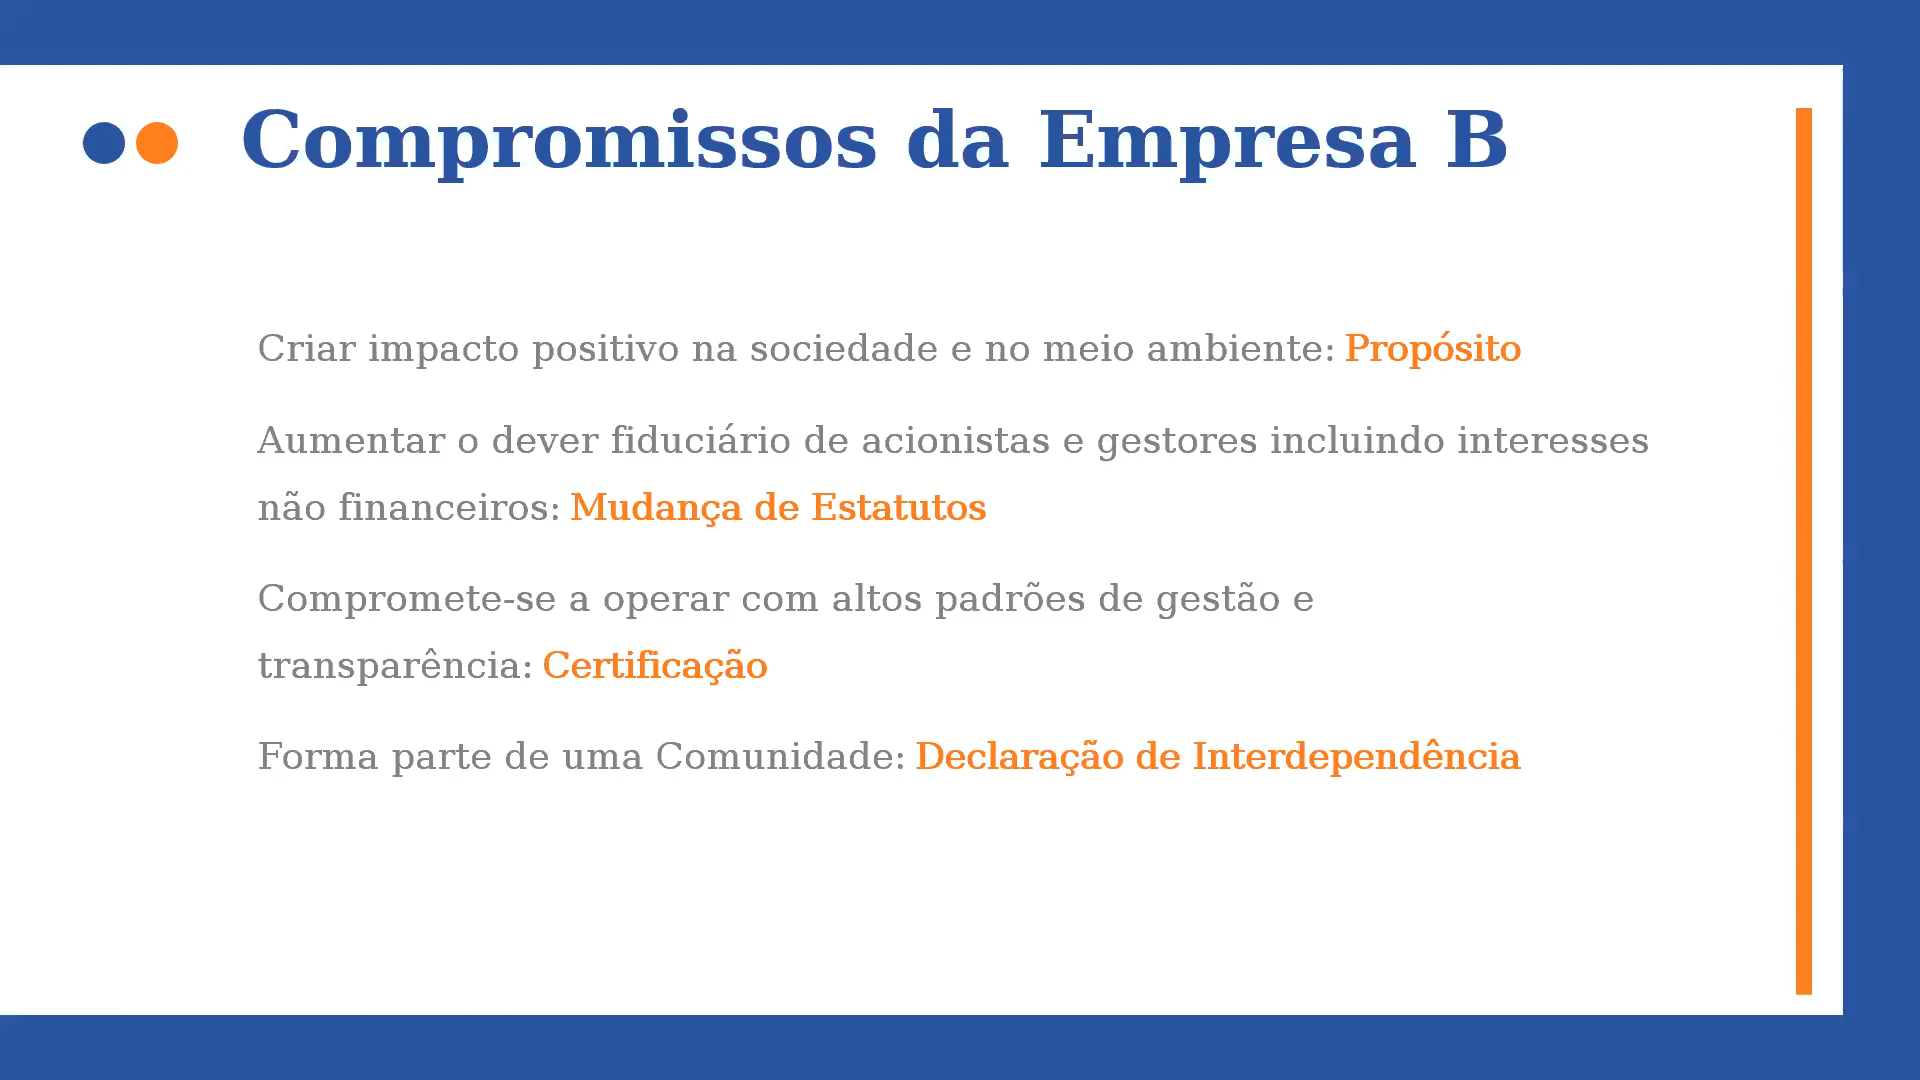 Compromissos da Empresa B
Criar impacto positivo na sociedade e no meio ambiente: Propósito
Aumentar o dever fiduciário de acionistas e gestores incluindo interesses
não financeiros: Mudança de Estatutos
Compromete-se a operar com altos padrões de gestão e
transparência: Certificação
Forma parte de uma Comunidade: Declaração de Interdependência